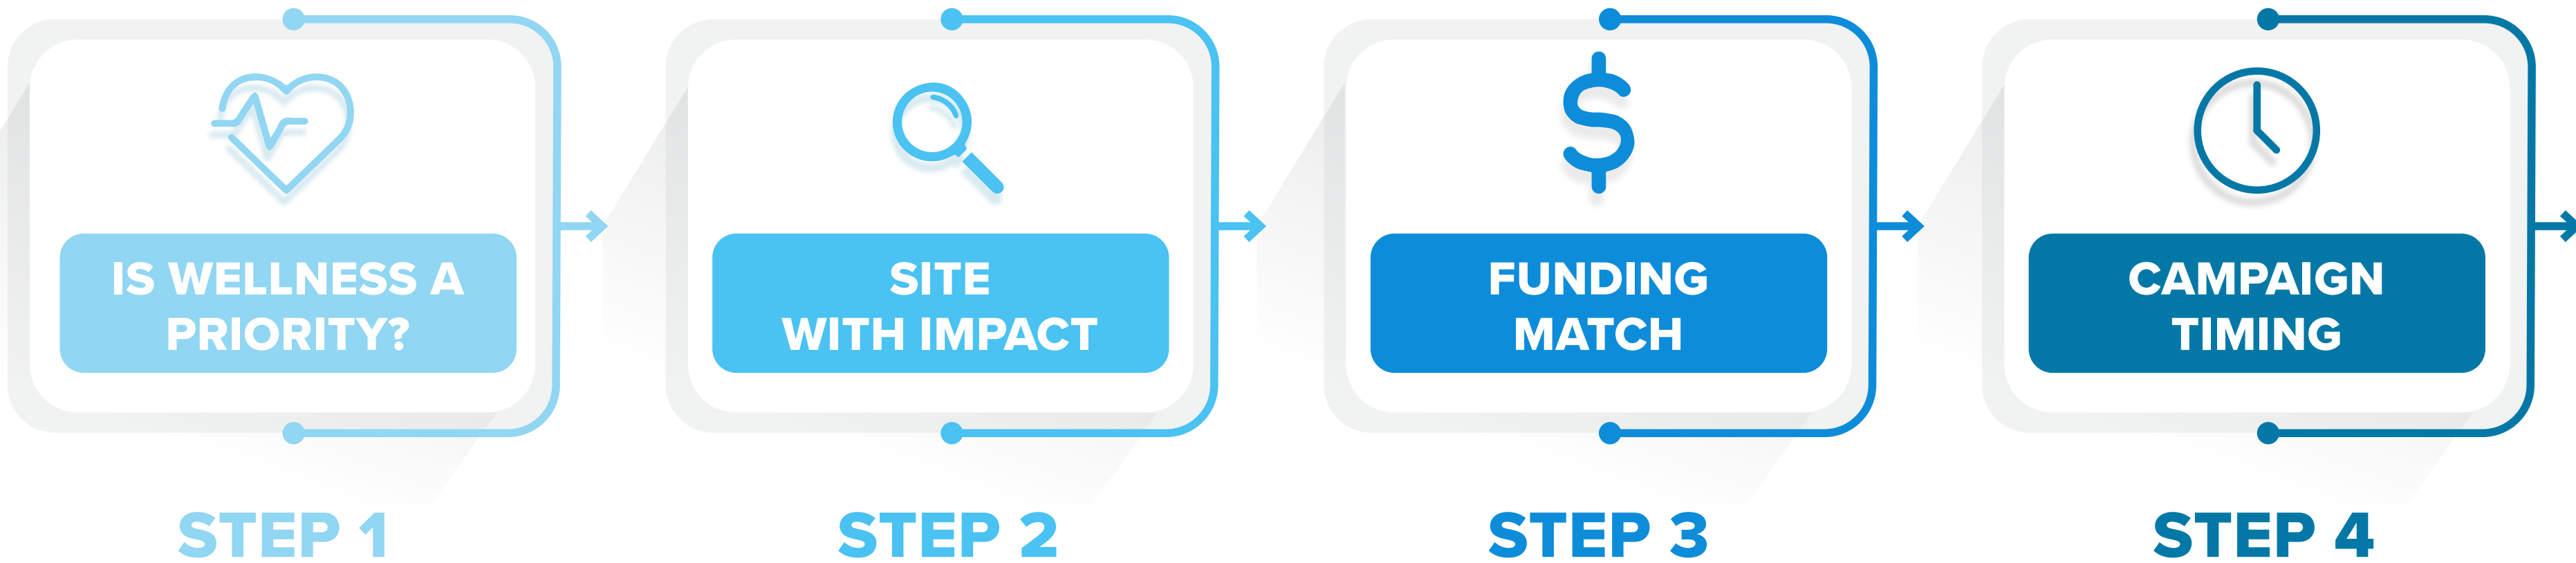 IS WELLNESS A
PRIORITY?
STEP 1
SITE
WITH IMPACT
STEP 2
$
FUNDING
MATCH
STEP 3
CAMPAIGN
TIMING
STEP 4